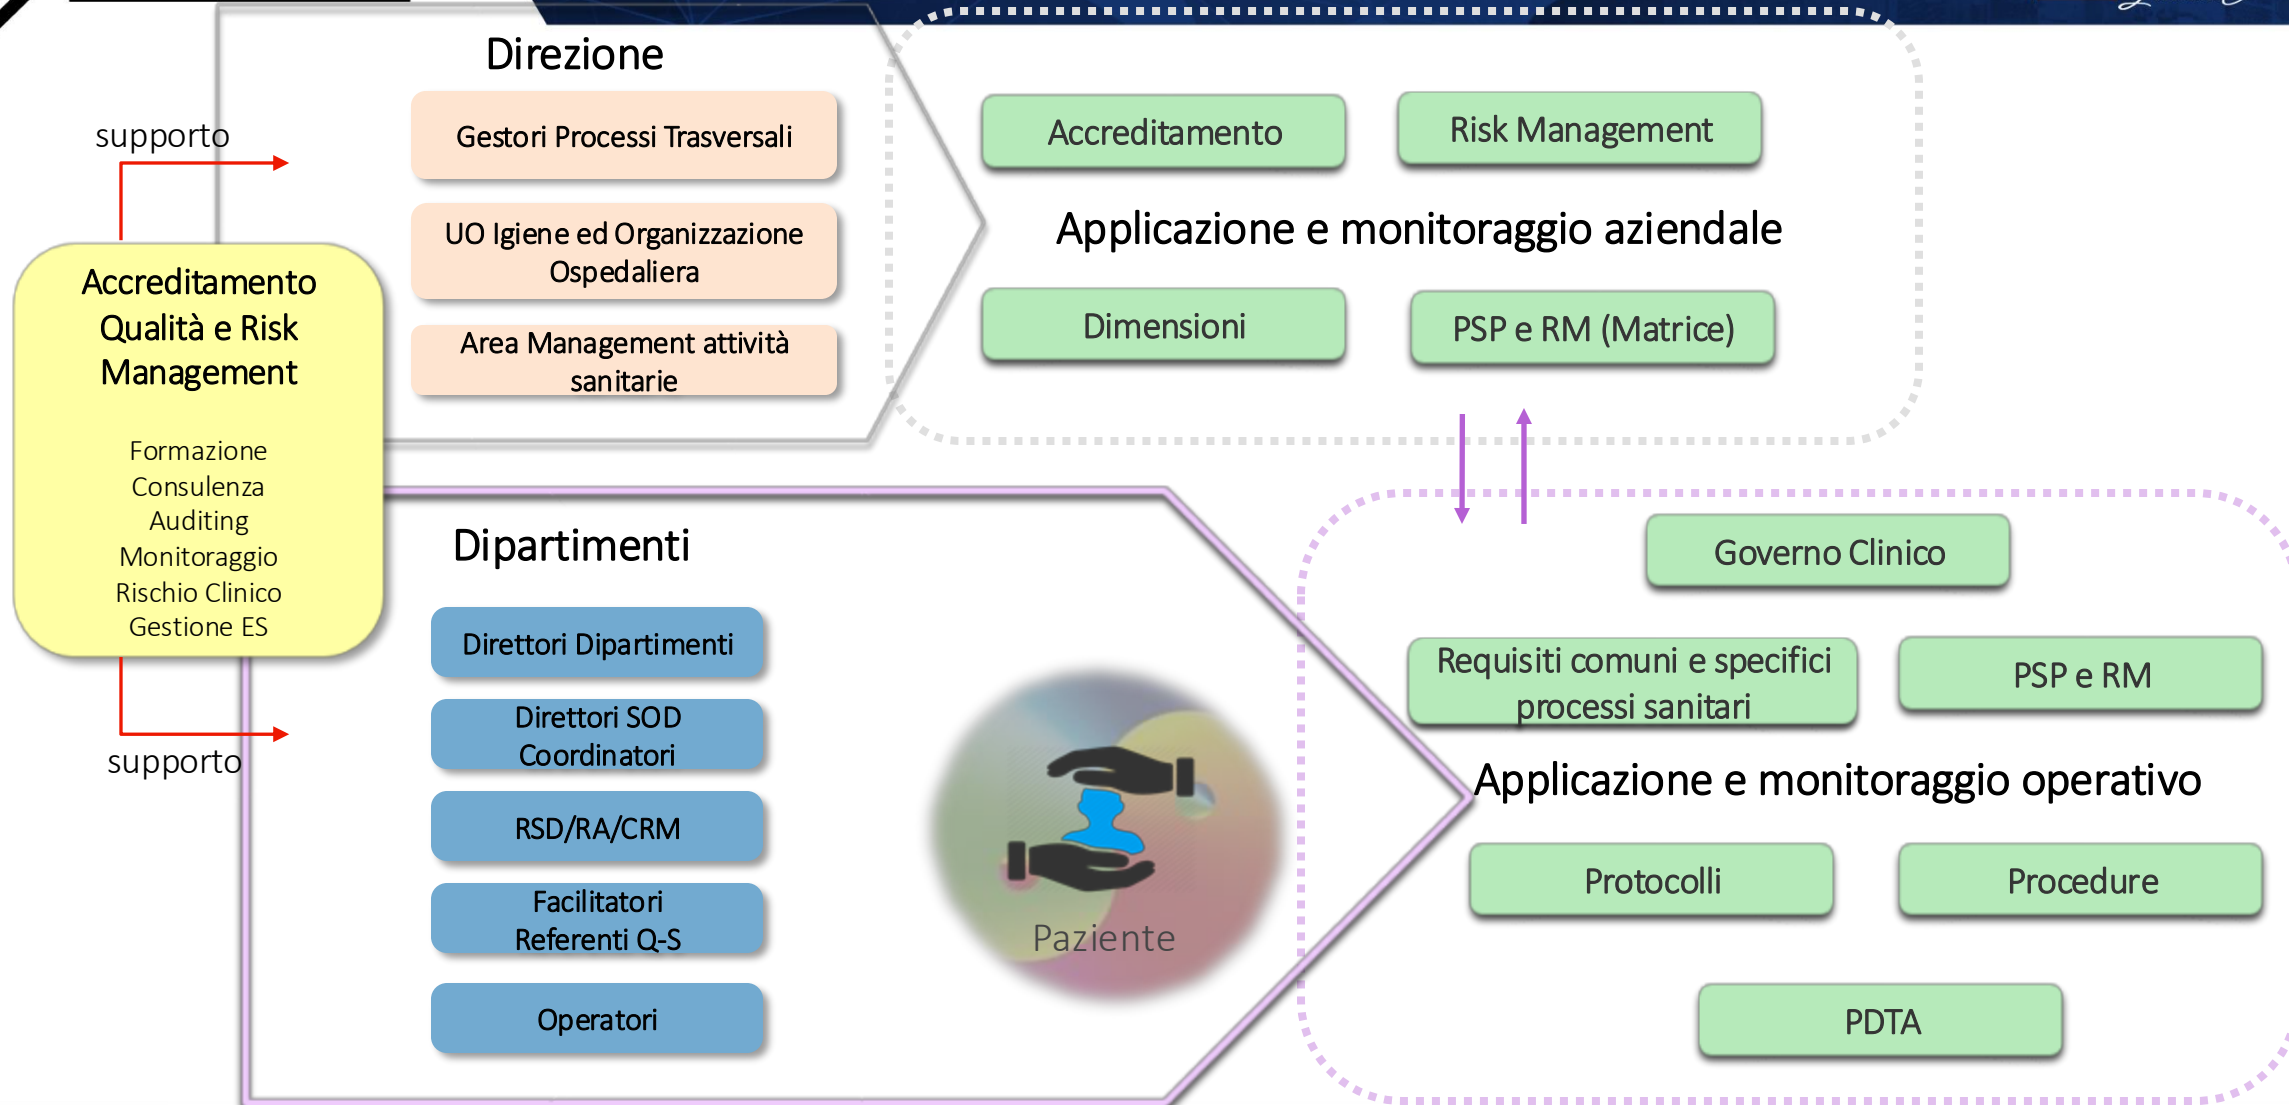 Direzione
Gestori Processi Trasversali
UO Igiene ed Organizzazione
Ospedaliera
Area Management attività
sanitarie
supporto
Accreditamento
Qualità e Risk
Management
Formazione
Consulenza
Auditing
Monitoraggio
Rischio Clinico
Gestione ES
supporto
Accreditamento
Risk Management
Applicazione e monitoraggio aziendale
Dimensioni
PSP e RM (Matrice)
Dipartimenti
Direttori Dipartimenti
Direttori SOD
Coordinatori
RSD/RA/CRM
Facilitatori
Referenti Q-S
Operatori
Paziente
Governo Clinico
Requisiti comuni e specifici
processi sanitari
PSP e RM
Applicazione e monitoraggio operativo
Protocolli
Procedure
PDTA